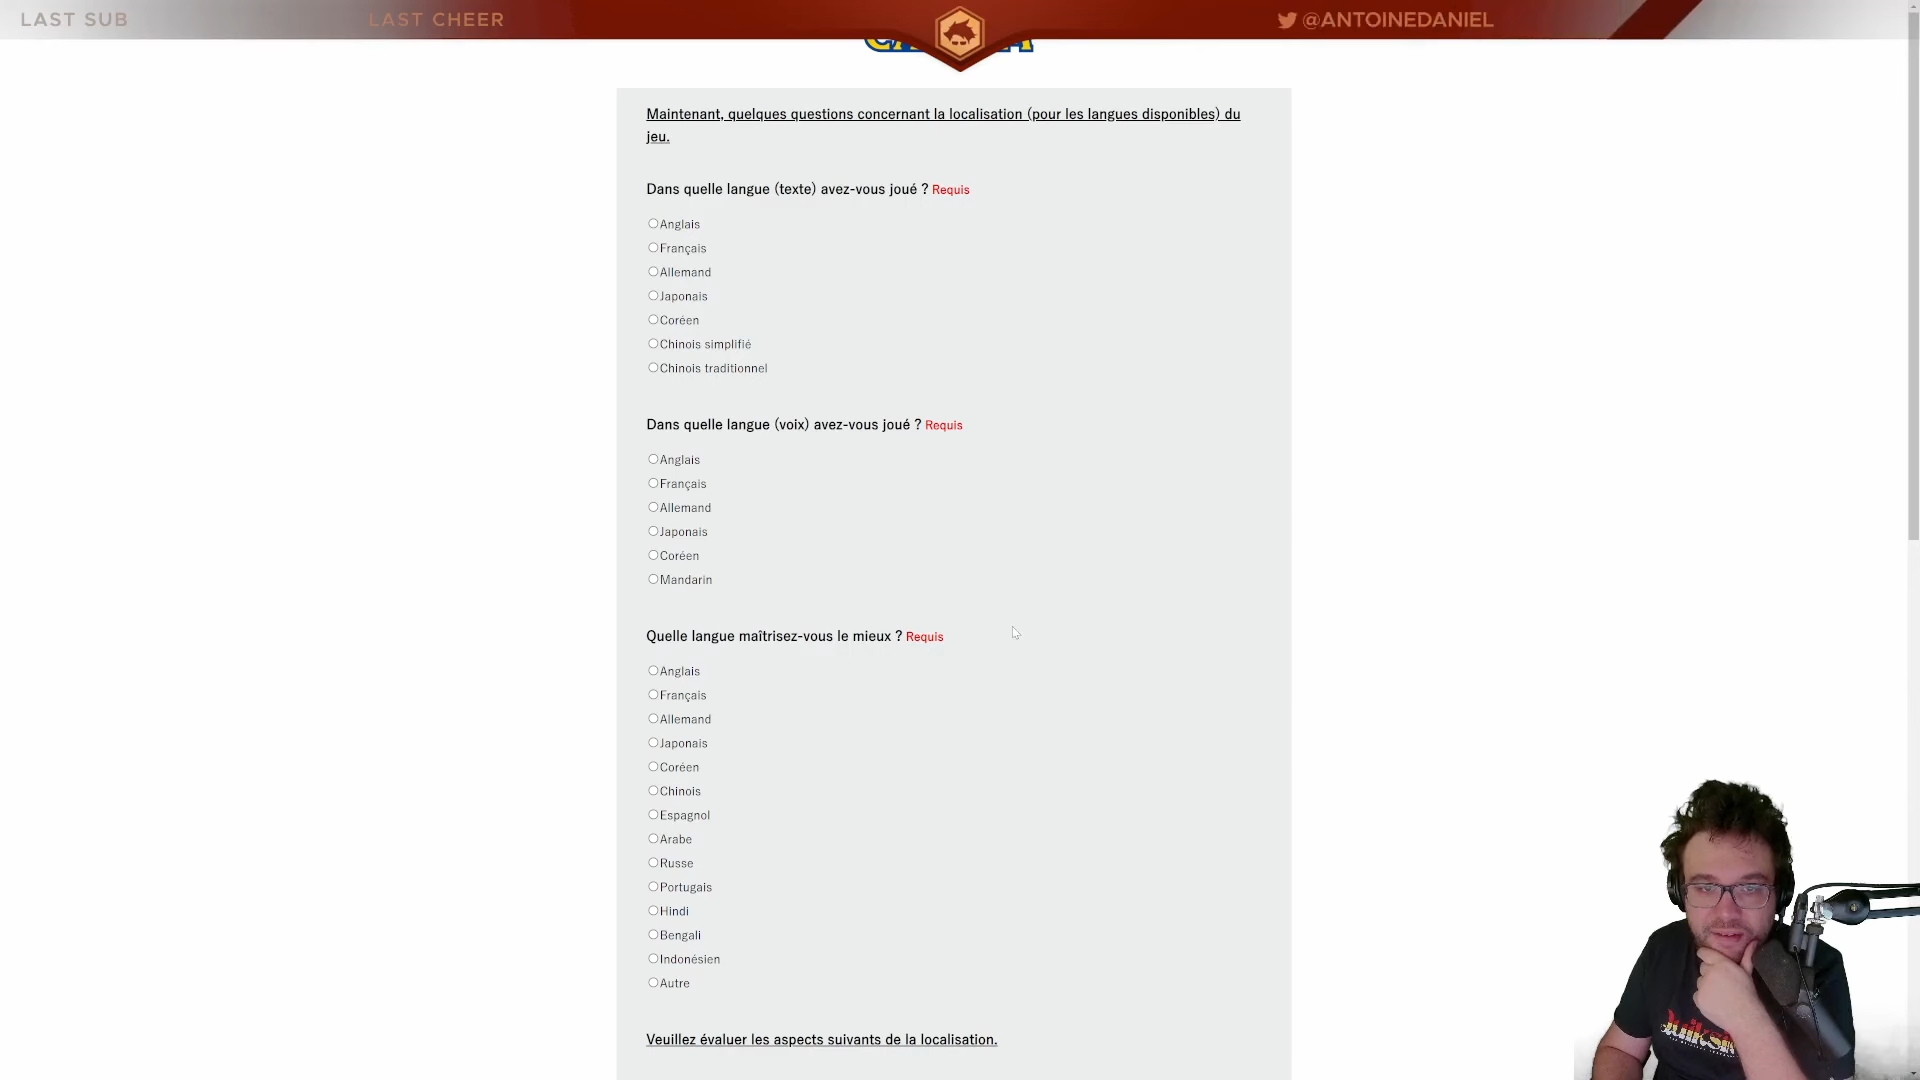 LAST SUB
LAST CHEER
@ANTOINEDANIEL
Maintenant, quelques questions concernant la localisation (pour les langues disponibles) du
jeu.
Dans quelle langue (texte) avez-vous joué ? Requis
Anglais
Français
Allemand
Japonais
Coréen
Chinois simplifié
Chinois traditionnel
Dans quelle langue (voix) avez-vous joué ? Requis
Anglais
Français
Allemand
Japonais
Coréen
Mandarin
Quelle langue maîtrisez-vous le mieux ? Requis
Anglais
Français
Allemand
Japonais
Coréen
Chinois
Espagnol
Arabe
Russe
Portugais
Hindi
Bengali
Indonésien
Autre
Veuillez évaluer les aspects suivants de la localisation.